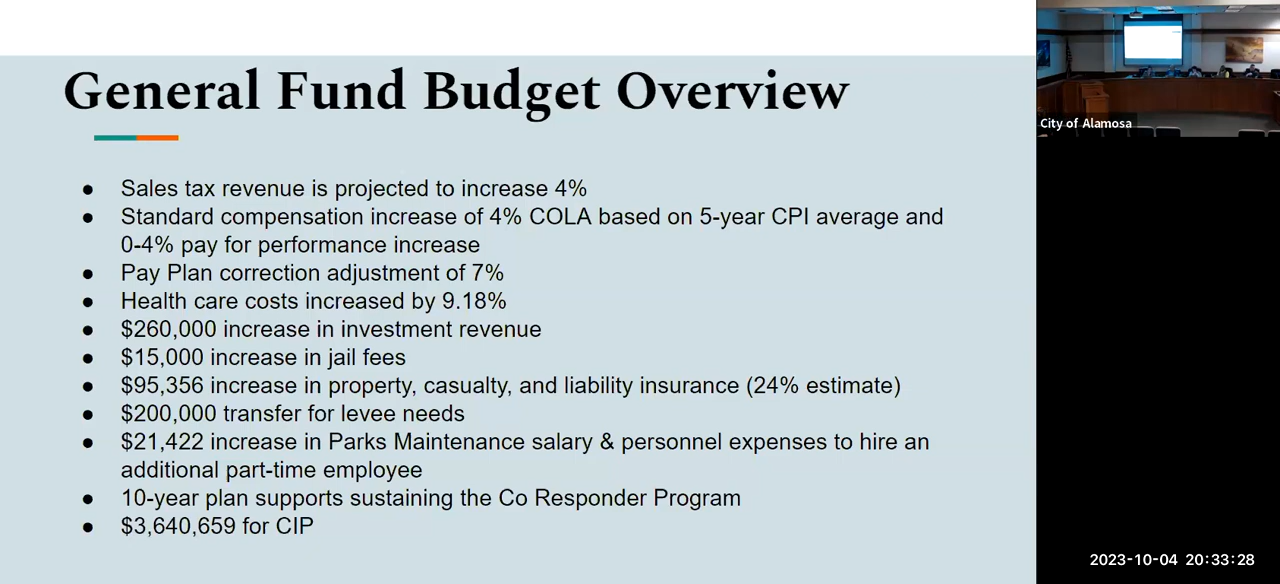 General Fund Budget Overview
● Sales tax revenue is projected to increase 4%
● Standard compensation increase of 4% COLA based on 5-year CPI average and
0-4% pay for performance increase
● Pay Plan correction adjustment of 7%
● Health care costs increased by 9.18%
● $260,000 increase in investment revenue
● $15,000 increase in jail fees
● $95,356 increase in property, casualty, and liability insurance (24% estimate)
● $200,000 transfer for levee needs
● $21,422 increase in Parks Maintenance salary & personnel expenses to hire an
additional part-time employee
● 10-year plan supports sustaining the Co Responder Program
● $3,640,659 for CIP
City of Alamosa
2023-10-04 20:33:28